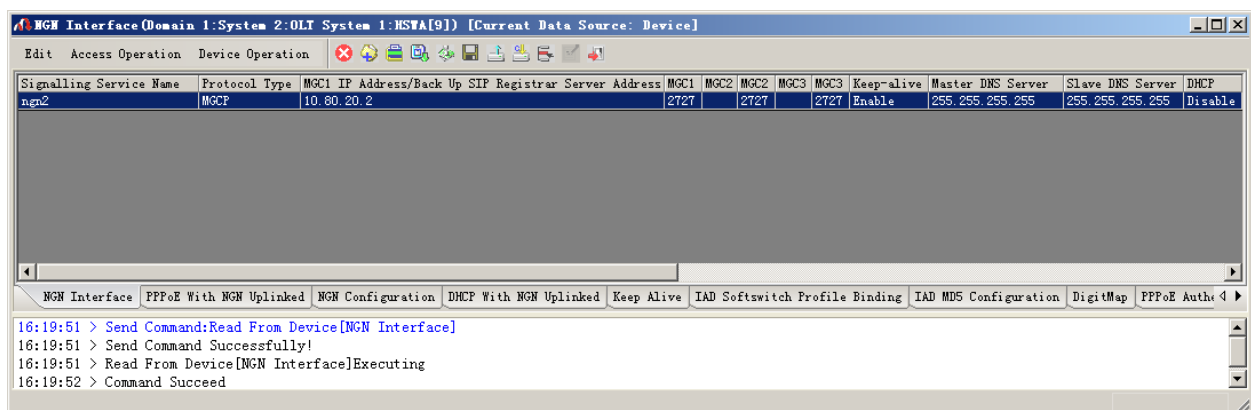 NGN Interface(Domain 1:System 2:OLT System 1:HSWA[9]) [Current Data Source: Device]
Edit Access Operation Device Operation
Signalling Service Name Protocol Type MGC1 IP Address/Back Up SIP Registrar Server Address MGC1 MGC2 MGC2 MGC3 MGC3 Keep-alive Master DNS Server Slave DNS Server DHCP
ngn2 MGCP 10.80.20.2 2727 2727 2727 Enable 255.255.255.255 255.255.255.255 Disable
NGN Interface PPPoE With NGN Uplinked NGN Configuration DHCP With NGN Uplinked Keep Alive IAD Softswitch Profile Binding IAD MD5 Configuration DigitMap PPPoE Authe
16:19:51 > Send Command:Read From Device[NGN Interface]
16:19:51 > Send Command Successfully!
16:19:51 > Read From Device[NGN Interface]Executing
16:19:52 > Command Succeed